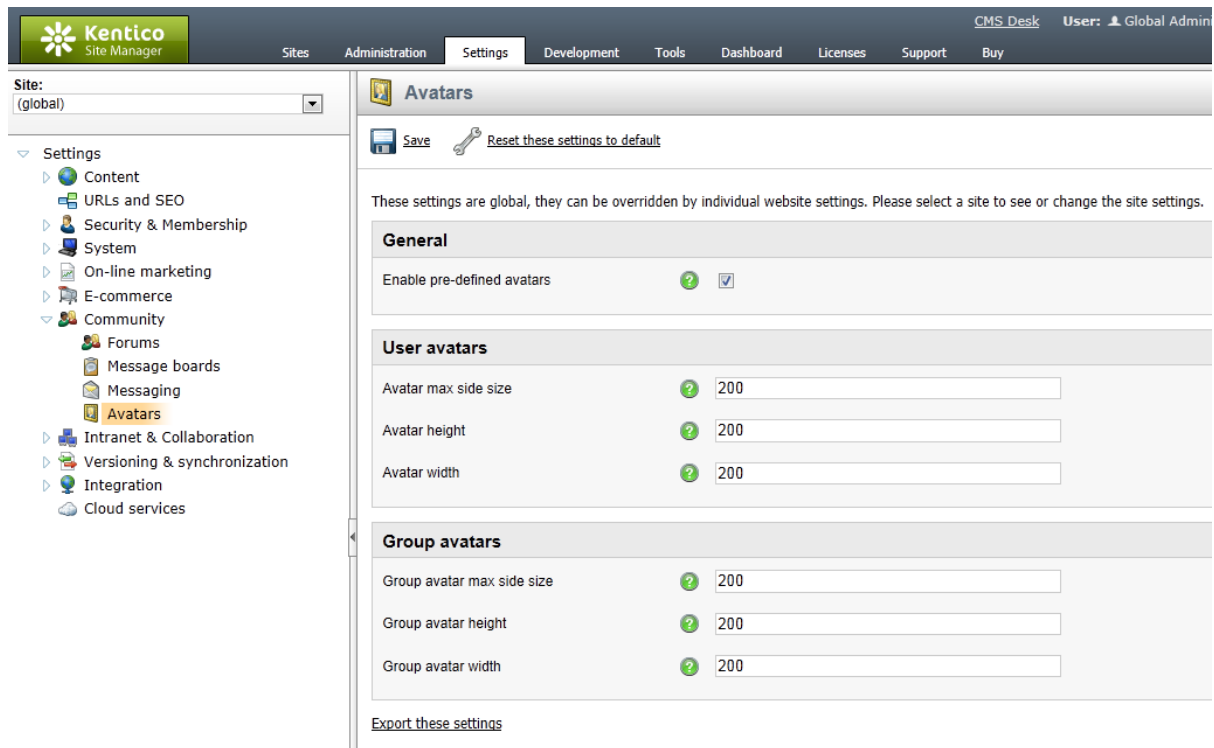 CMS Desk User: Global Admini
Kentico
Site Manager
Sites Administration Settings Development Tools Dashboard Licenses Support Buy
Site:
(global)
Settings
Content
URLs and SEO
Security & Membership
System
On-line marketing
E-commerce
Community
Forums
Message boards
Messaging
Avatars
Intranet & Collaboration
Versioning & synchronization
Integration
Cloud services
Avatars
Save Reset these settings to default
These settings are global, they can be overridden by individual website settings. Please select a site to see or change the site settings.
General
Enable pre-defined avatars ?
User avatars
Avatar max side size ? 200
Avatar height ? 200
Avatar width ? 200
Group avatars
Group avatar max side size ? 200
Group avatar height ? 200
Group avatar width ? 200
Export these settings